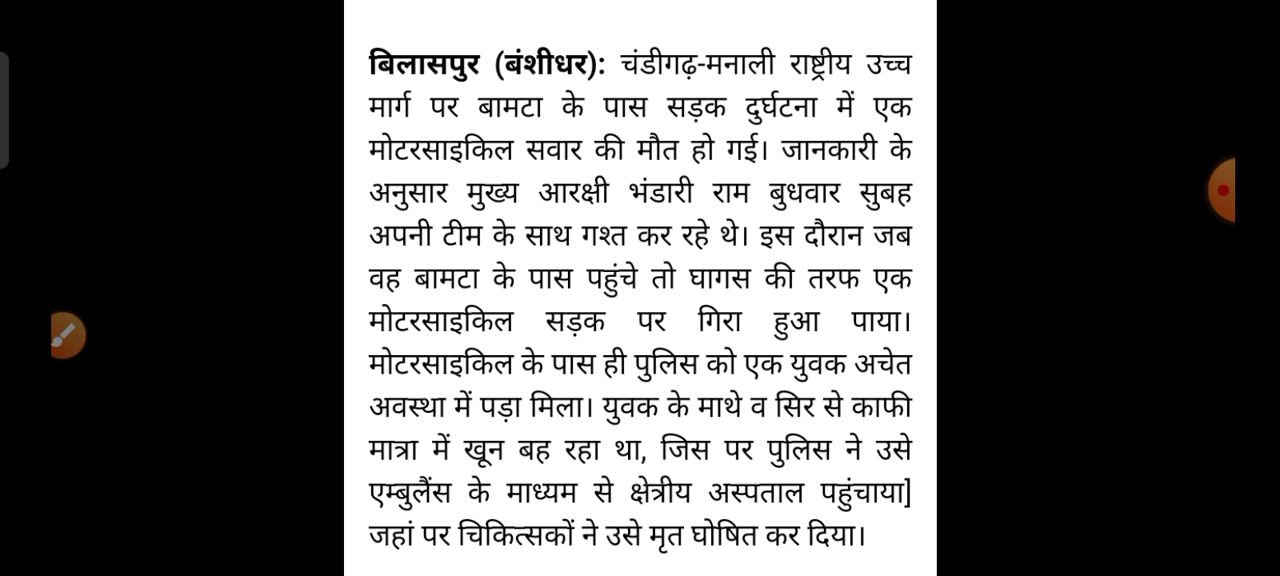 बिलासपुर (बंशीधर): चंडीगढ़-मनाली राष्ट्रीय उच्च
मार्ग पर बामटा के पास सड़क दुर्घटना में एक
मोटरसाइकिल सवार की मौत हो गई। जानकारी के
अनुसार मुख्य आरक्षी भंडारी राम बुधवार सुबह
अपनी टीम के साथ गश्त कर रहे थे। इस दौरान जब
वह बामटा के पास पहुंचे तो घागस की तरफ एक
मोटरसाइकिल सड़क पर गिरा हुआ पाया।
मोटरसाइकिल के पास ही पुलिस को एक युवक अचेत
अवस्था में पड़ा मिला। युवक के माथे व सिर से काफी
मात्रा में खून बह रहा था, जिस पर पुलिस ने उसे
एम्बुलैंस के माध्यम से क्षेत्रीय अस्पताल पहुंचाया]
जहां पर चिकित्सकों ने उसे मृत घोषित कर दिया।